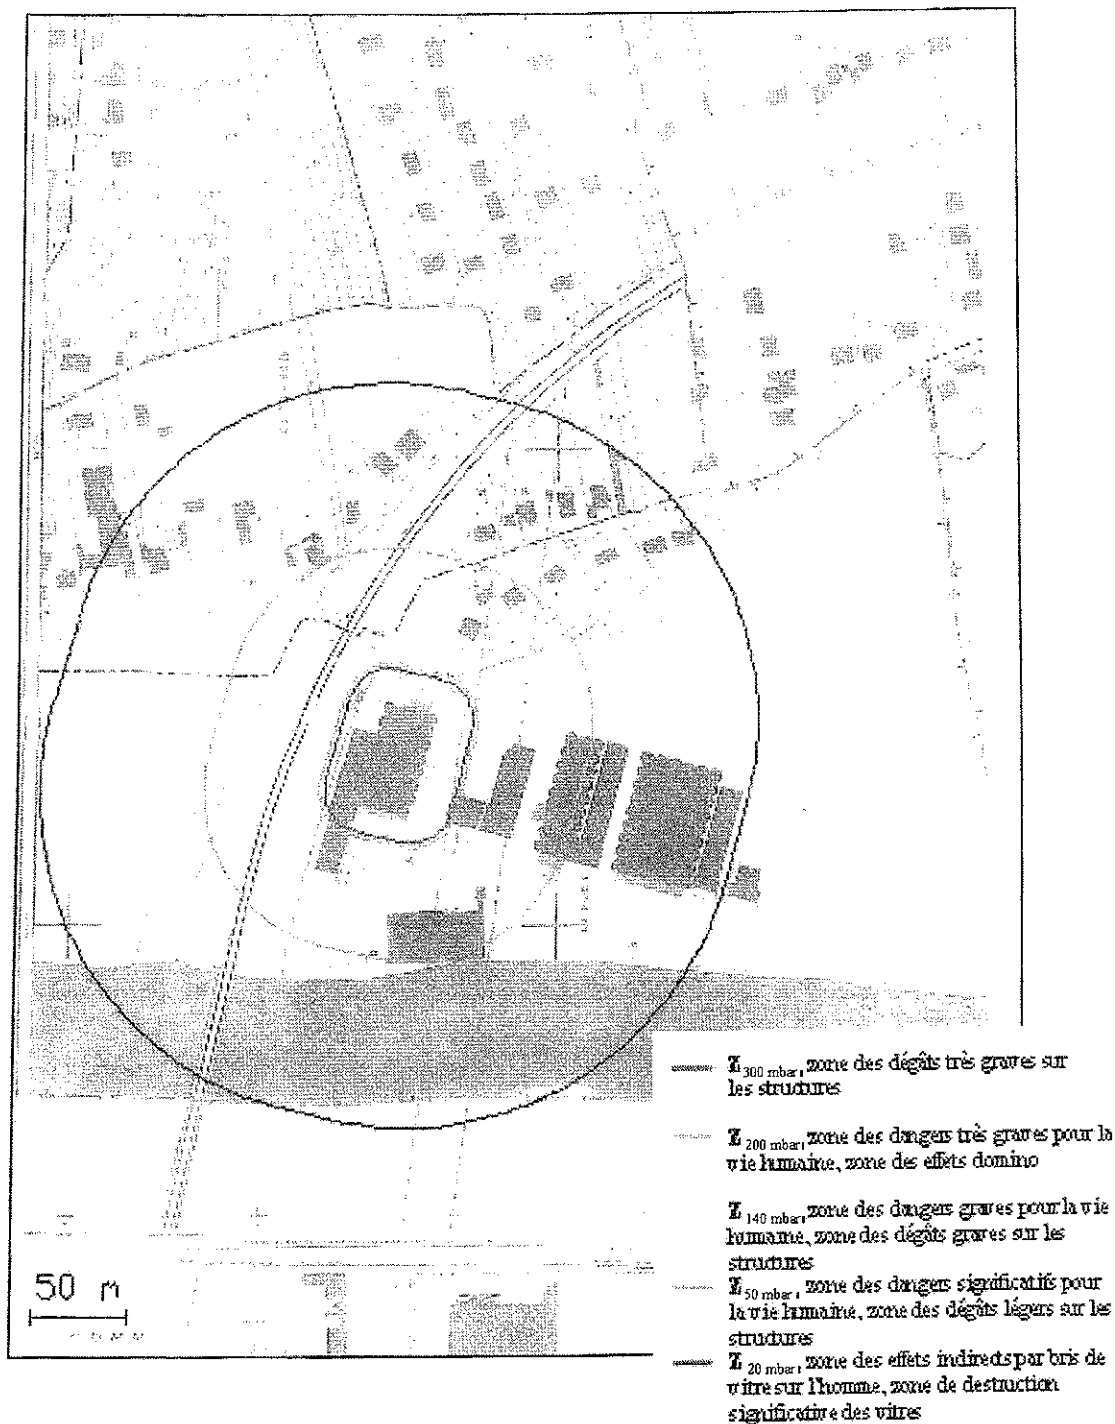 Z 300 mbar, zone des dégâts très graves sur
les structures
Z 200 mbar, zone des dangers très graves pour la
vie humaine, zone des effets domino
Z 140 mbar, zone des dangers graves pour la vie
humaine, zone des dégâts graves sur les
structures
Z 50 mbar, zone des dangers significatifs pour
la vie humaine, zone des dégâts légers sur les
structures
Z 20 mbar, zone des effets indirects par bris de
vitre sur l'homme, zone de destruction
significative des vitres
50 m